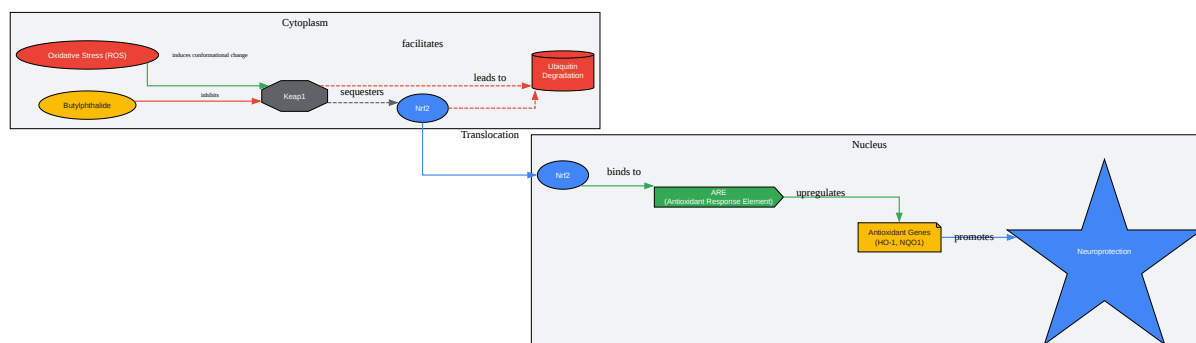 Cytoplasm
facilitates
Oxidative Stress (ROS)
induces conformational change
Ubiquitin
Degradation
leads to
Butylphthalide
inhibits
Keap1
sequesters
Nrf2
Translocation
Nucleus
Nrf2
binds to
ARE
(Antioxidant Response Element)
upregulates
Antioxidant Genes
(HO-1, NQO1)
promotes
Neuroprotection